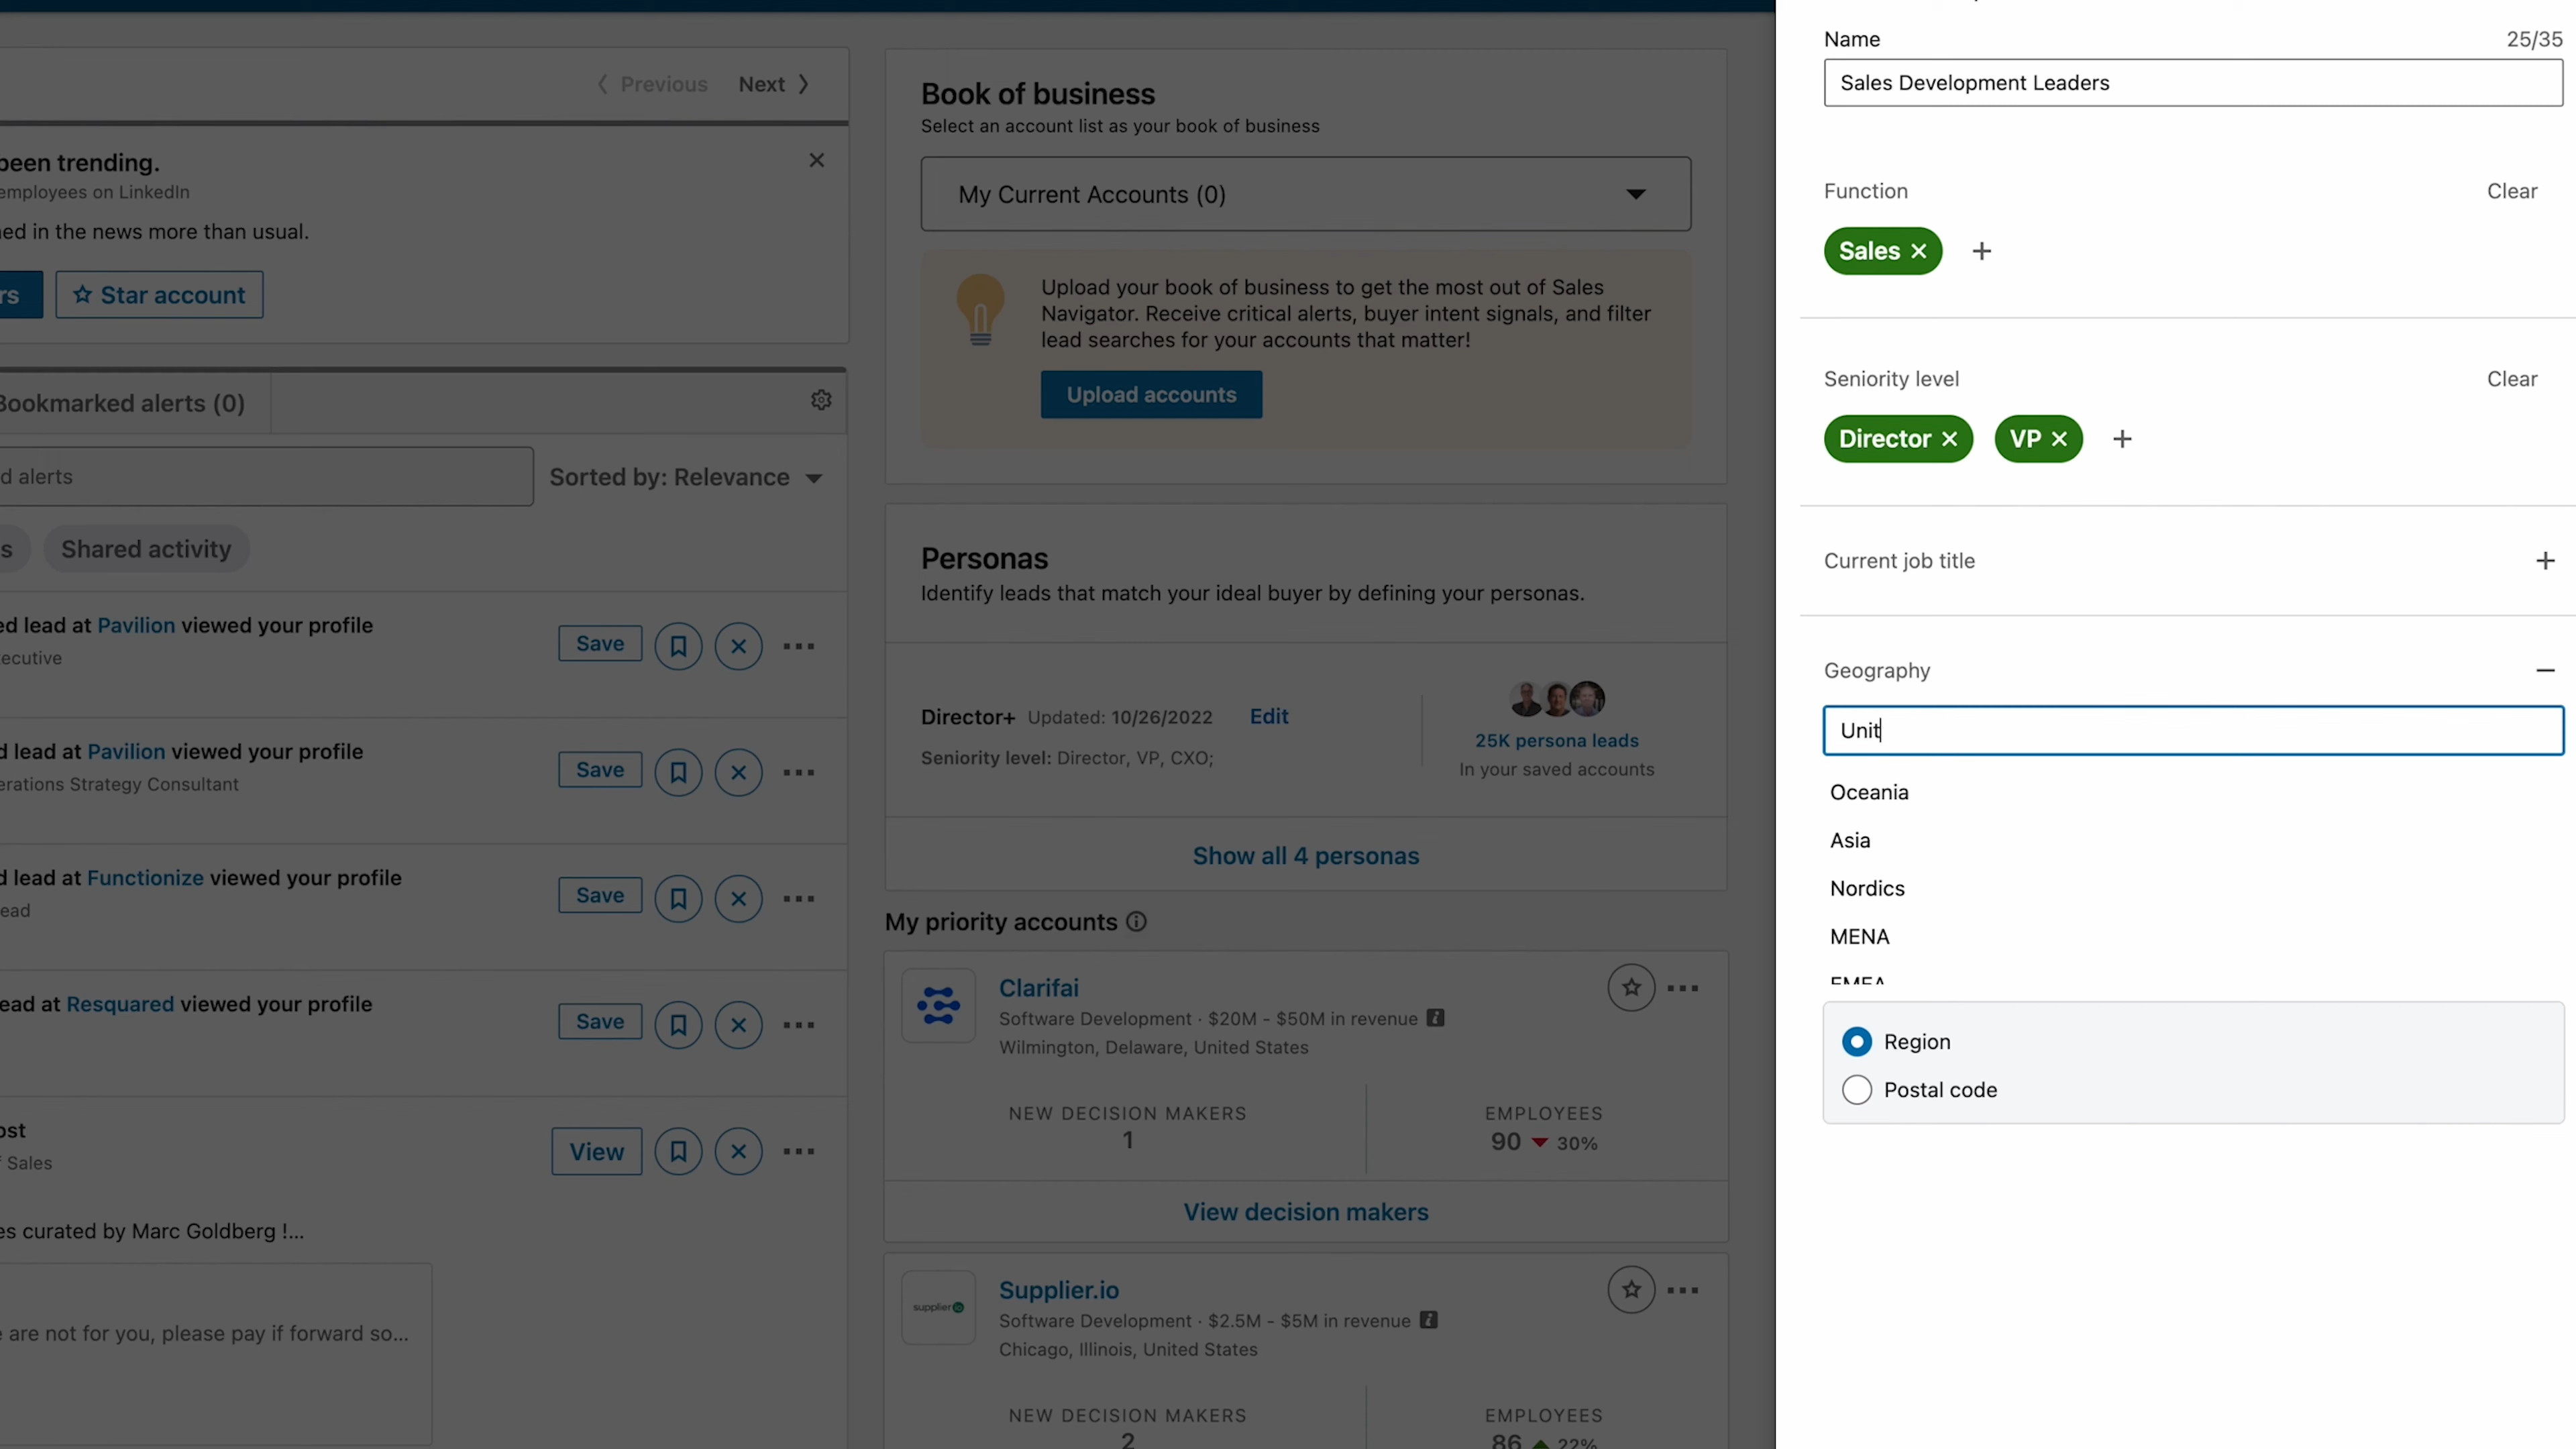 Previous
Next
been trending.
employees on LinkedIn
ned in the news more than usual.
rs
Star account
Bookmarked alerts (0)
d alerts
Sorted by: Relevance
s
Shared activity
ed lead at Pavilion viewed your profile
ecutive
Save
d lead at Pavilion viewed your profile
erations Strategy Consultant
Save
d lead at Functionize viewed your profile
ead
Save
ead at Resquared viewed your profile
Save
ost
f Sales
View
es curated by Marc Goldberg !...
e are not for you, please pay if forward so...
Book of business
Select an account list as your book of business
My Current Accounts (0)
Upload your book of business to get the most out of Sales
Navigator. Receive critical alerts, buyer intent signals, and filter
lead searches for your accounts that matter!
Upload accounts
Personas
Identify leads that match your ideal buyer by defining your personas.
Director+ Updated: 10/26/2022 Edit
Seniority level: Director, VP, CXO;
25K persona leads
In your saved accounts
Show all 4 personas
My priority accounts
Clarifai
Software Development · $20M - $50M in revenue
Wilmington, Delaware, United States
NEW DECISION MAKERS
1
EMPLOYEES
90 30%
View decision makers
supplier io
Supplier.io
Software Development · $2.5M - $5M in revenue
Chicago, Illinois, United States
NEW DECISION MAKERS
2
EMPLOYEES
86 22%
Name 25/35
Sales Development Leaders
Function Clear
Sales
Seniority level Clear
Director VP
Current job title
Geography
Unit
Oceania
Asia
Nordics
MENA
EMEA
Region
Postal code